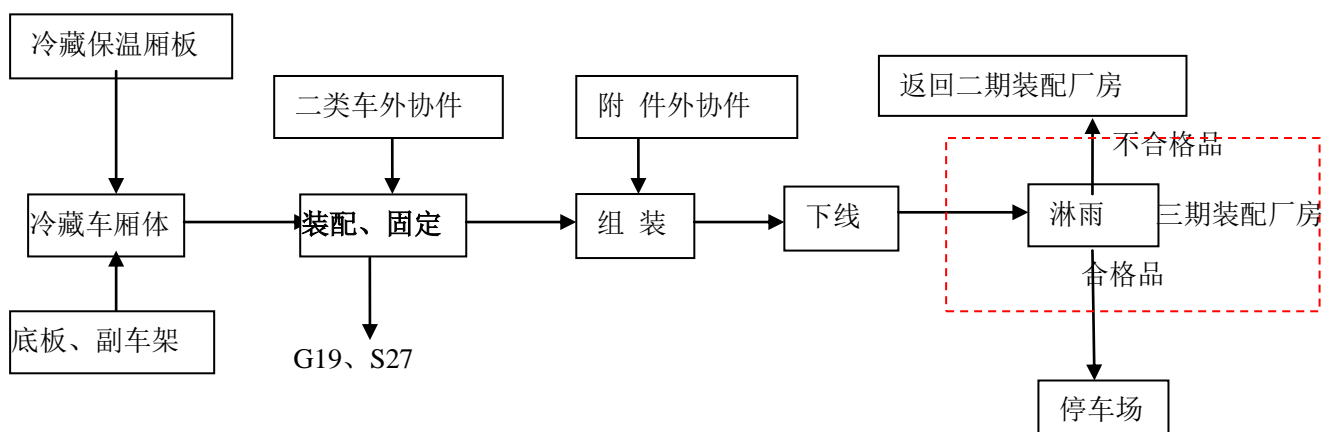 冷藏保温厢板
二类车外协件
附 件外协件
返回二期装配厂房
不合格品
冷藏车厢体
装配、固定
组 装
下线
淋雨
三期装配厂房
合格品
底板、副车架
G19、S27
停车场